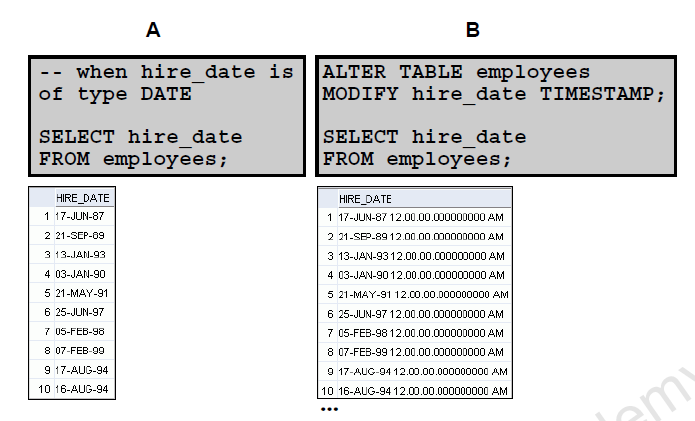 A
B
-- when hire_date is
of type DATE
SELECT hire_date
FROM employees;
ALTER TABLE employees
MODIFY hire_date TIMESTAMP;
SELECT hire_date
FROM employees;
HIRE_DATE
1 17-JUN-87
2 21-SEP-89
3 13-JAN-93
4 03-JAN-90
5 21-MAY-91
6 25-JUN-97
7 05-FEB-98
8 07-FEB-99
9 17-AUG-94
10 16-AUG-94
HIRE_DATE
1 17-JUN-87 12.00.00.000000000 AM
2 21-SEP-89 12.00.00.000000000 AM
3 13-JAN-93 12.00.00.000000000 AM
4 03-JAN-90 12.00.00.000000000 AM
5 21-MAY-91 12.00.00.000000000 AM
6 25-JUN-97 12.00.00.000000000 AM
7 05-FEB-98 12.00.00.000000000 AM
8 07-FEB-99 12.00.00.000000000 AM
9 17-AUG-94 12.00.00.000000000 AM
10 16-AUG-94 12.00.00.000000000 AM
...